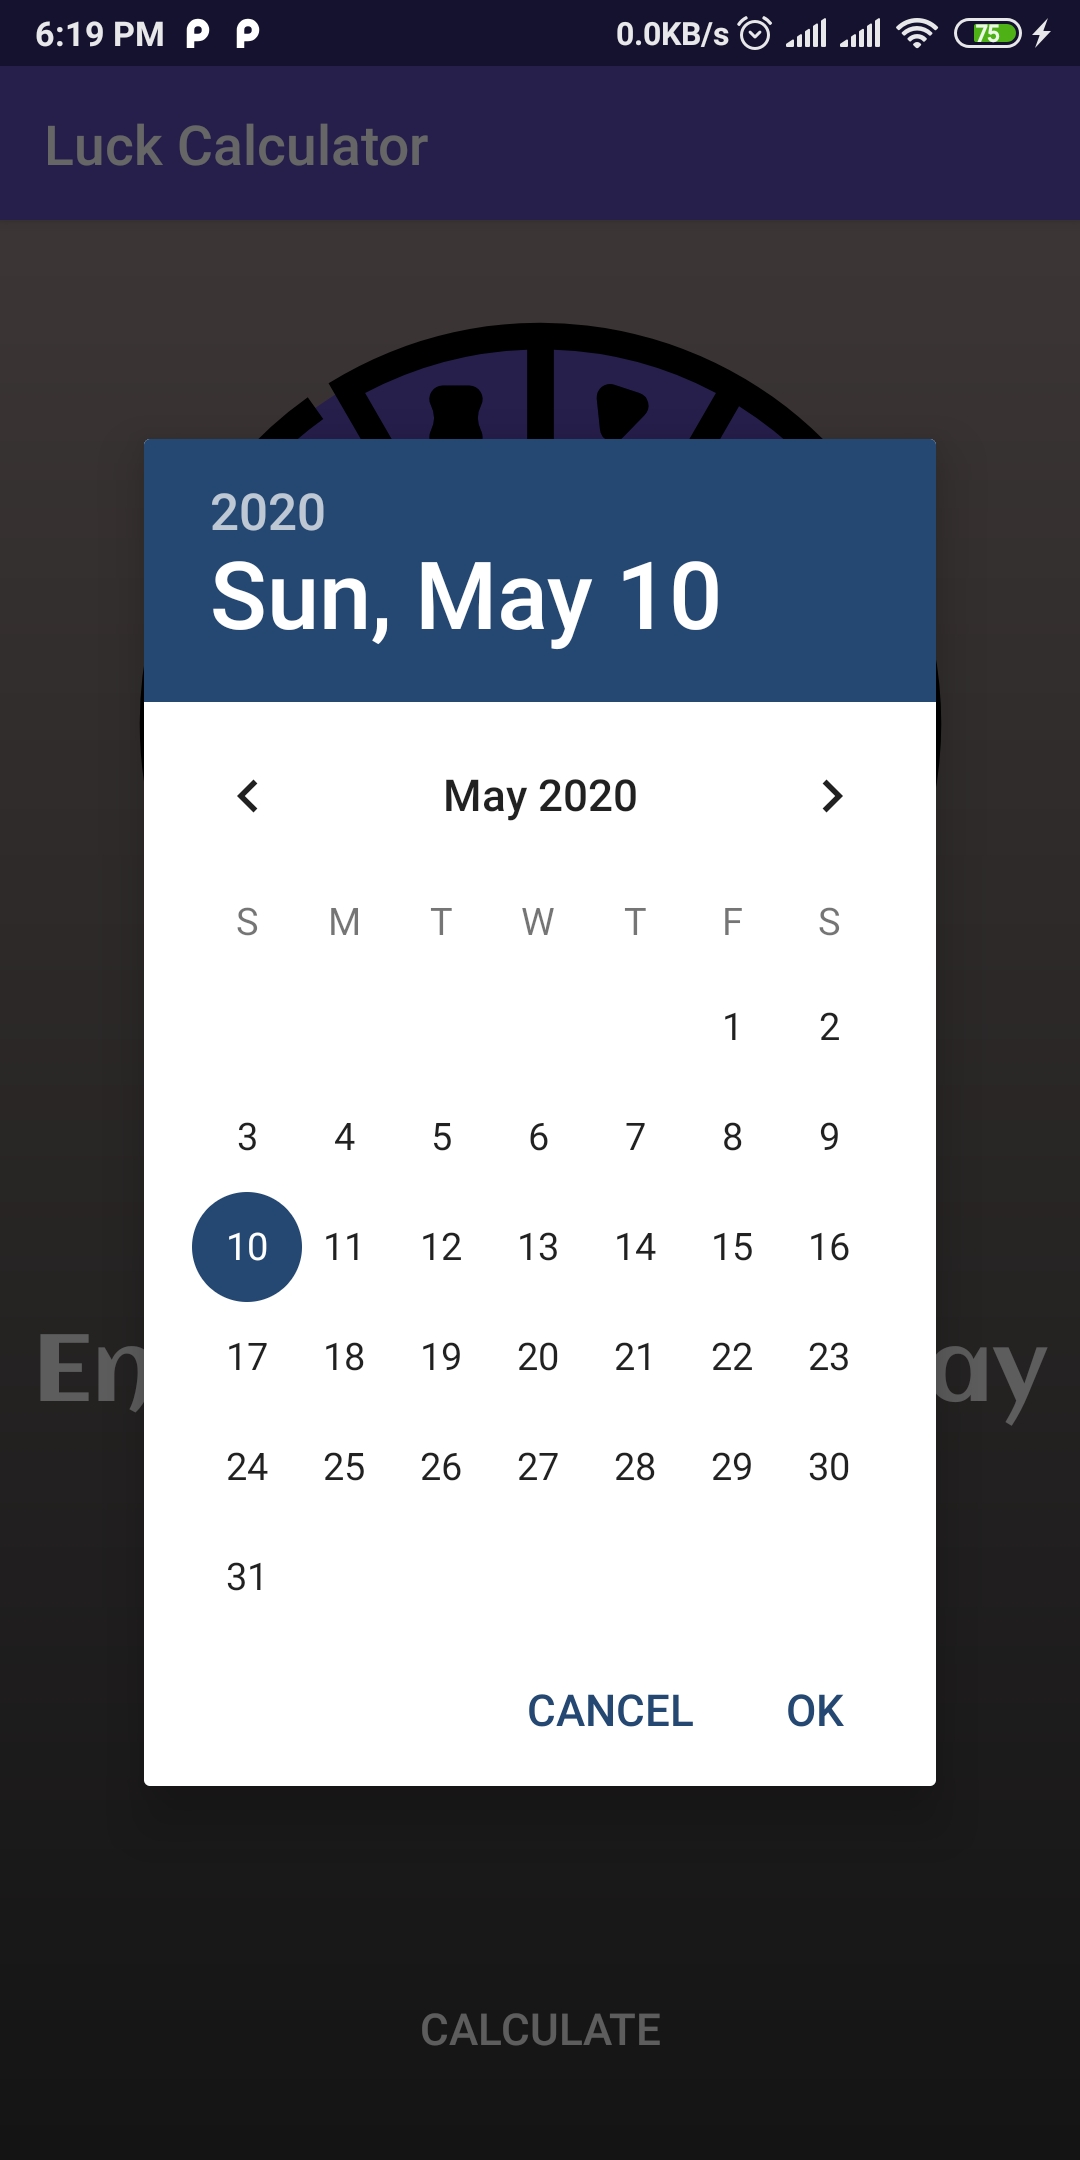 6:19 PM 0.0KB/s 75
Luck Calculator
2020
Sun, May 10
May 2020
S M T W T F S
1 2
3 4 5 6 7 8 9
10 11 12 13 14 15 16
17 18 19 20 21 22 23
24 25 26 27 28 29 30
31
CANCEL OK
CALCULATE